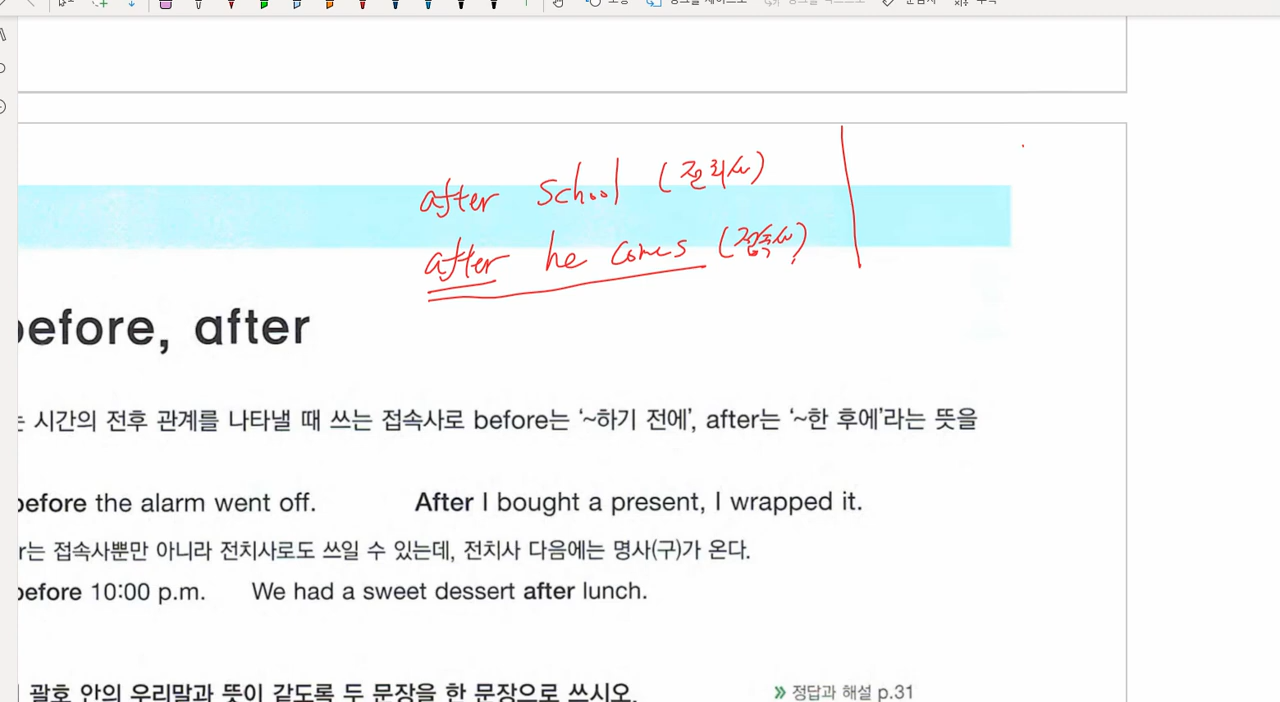 after school (전치사)
after he comes (접속사)
before, after
는 시간의 전후 관계를 나타낼 때 쓰는 접속사로 before는 ‘~하기 전에’, after는 ‘~한 후에’라는 뜻을
before the alarm went off. After I bought a present, I wrapped it.
r는 접속사뿐만 아니라 전치사로도 쓰일 수 있는데, 전치사 다음에는 명사(구)가 온다.
before 10:00 p.m. We had a sweet dessert after lunch.
괄호 안의 우리말과 뜻이 같도록 두 문장을 한 문장으로 쓰시오.
» 정답과 해설 p.31